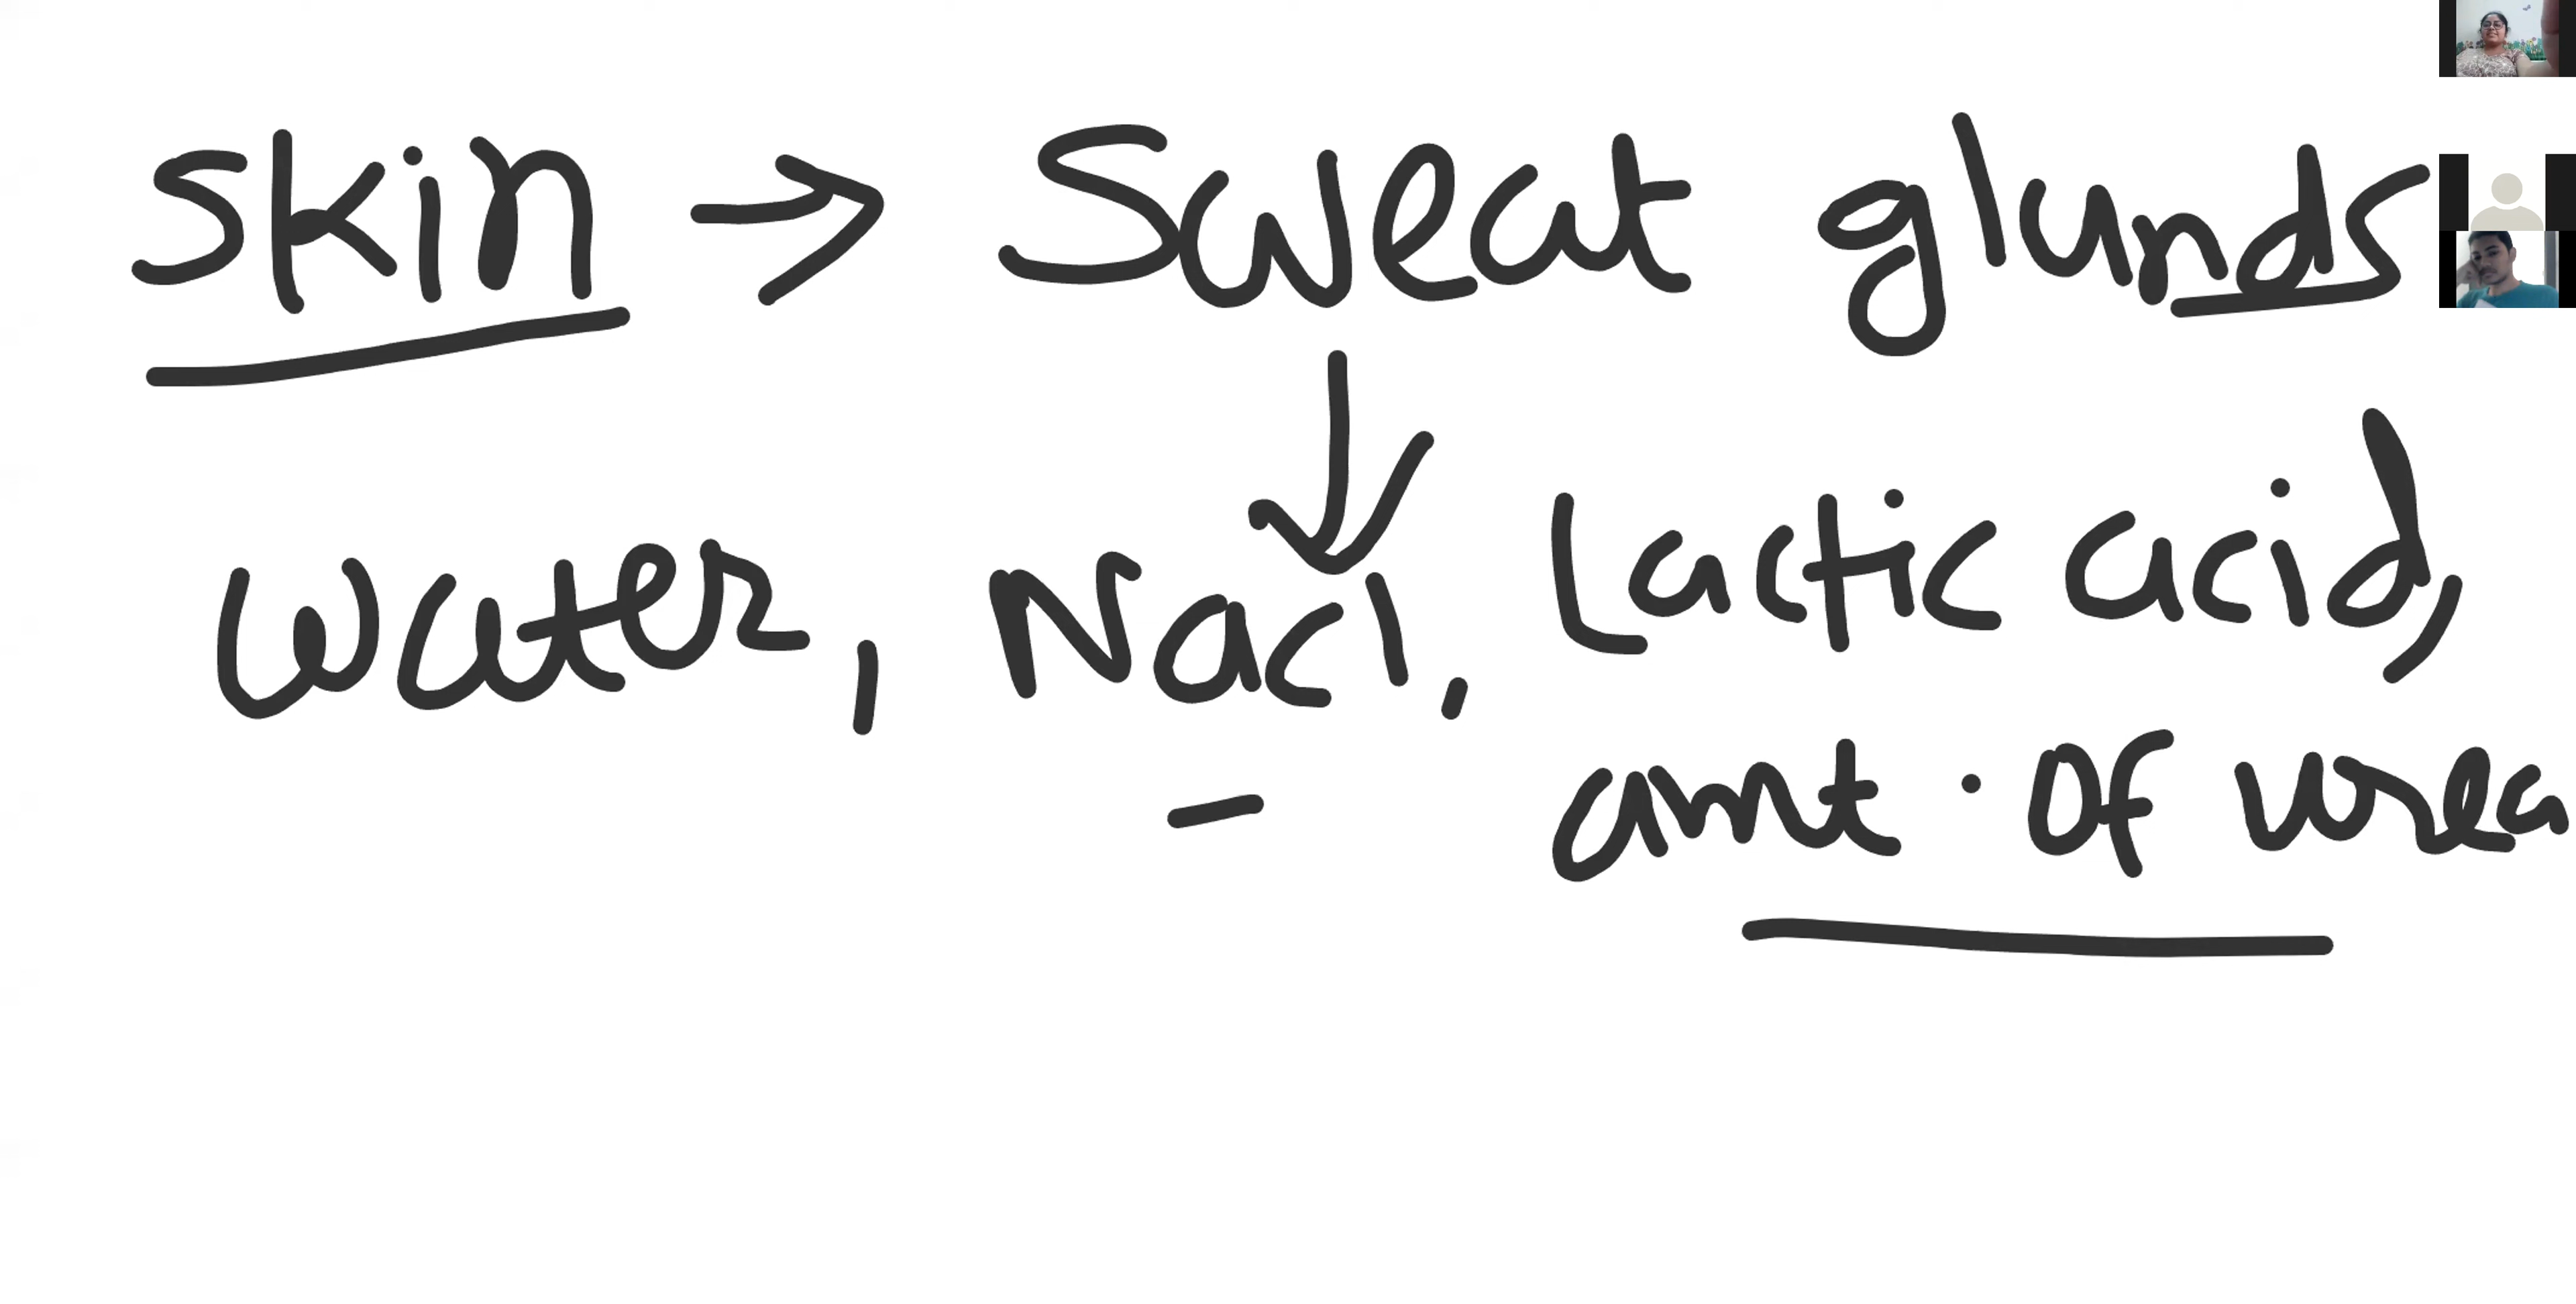 Skin → Sweat glands
↓
Water, Nacl, Lactic acid,
amt. of urea